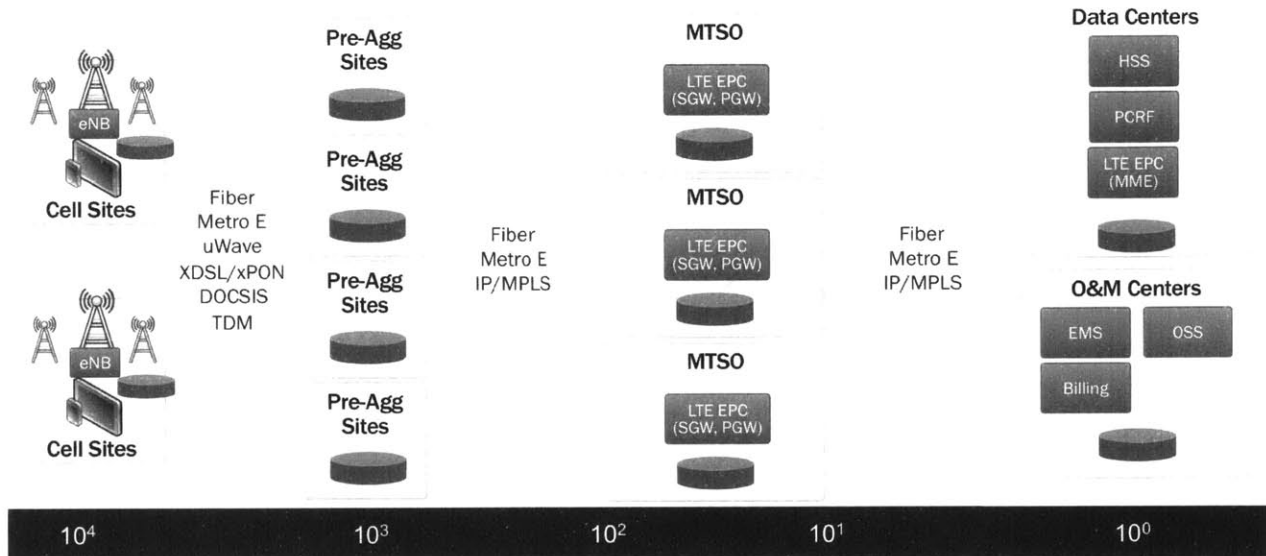 eNB
Cell Sites
eNB
Cell Sites
Fiber
Metro E
uWave
XDSL/xPON
DOCSIS
TDM
Pre-Agg
Sites
Pre-Agg
Sites
Pre-Agg
Sites
Pre-Agg
Sites
Fiber
Metro E
IP/MPLS
MTSO
LTE EPC
(SGW, PGW)
MTSO
LTE EPC
(SGW, PGW)
MTSO
LTE EPC
(SGW, PGW)
Fiber
Metro E
IP/MPLS
Data Centers
HSS
PCRF
LTE EPC
(MME)
O&M Centers
EMS
OSS
Billing
10⁴ 10³ 10² 10¹ 10⁰